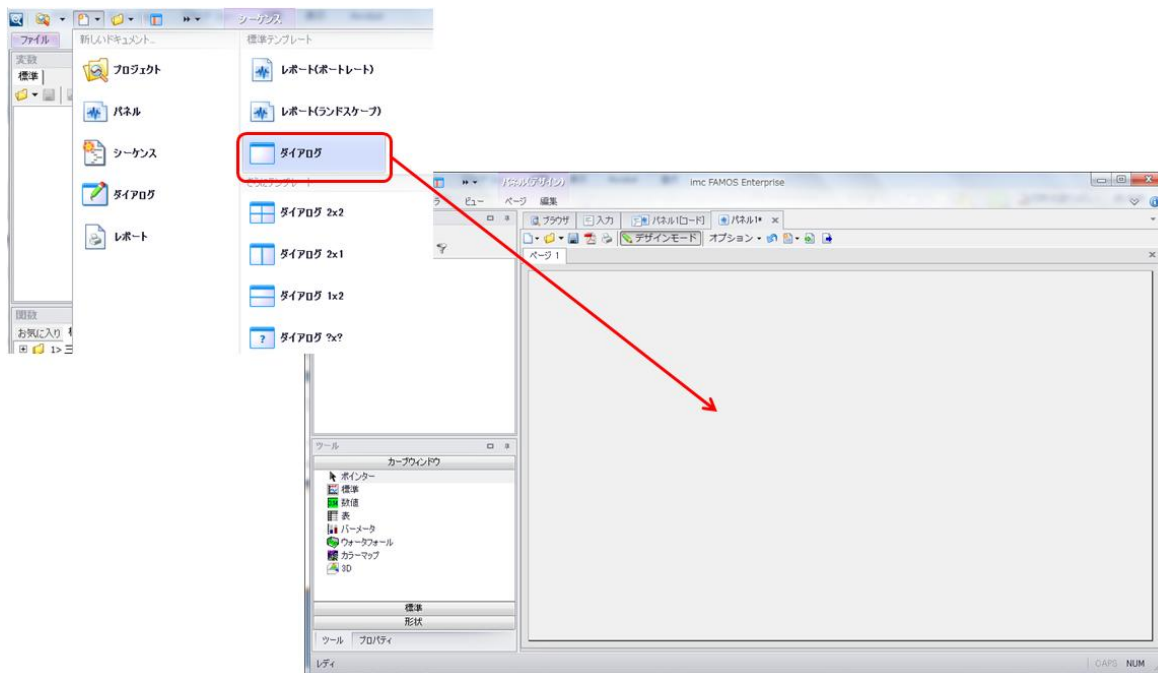 シーケンス
ファイル
新しいドキュメント...
標準テンプレート
変数
標準
プロジェクト
レポート(ポートレート)
パネル
レポート(ランドスケープ)
シーケンス
ダイアログ
ダイアログ
レポート
ダイアログ 2x2
ダイアログ 2x1
ダイアログ 1x2
ダイアログ ?x?
関数
お気に入り
1>
パネル(デザイン)
imc FAMOS Enterprise
ビュー
ページ
編集
ブラウザ
入力
パネル1[コード]
パネル1*
デザインモード
オプション
ページ 1
ツール
カーブウィンドウ
ポインター
標準
数値
表
バーメータ
ウォータフォール
カラーマップ
3D
標準
形状
ツール
プロパティ
レディ
CAPS NUM